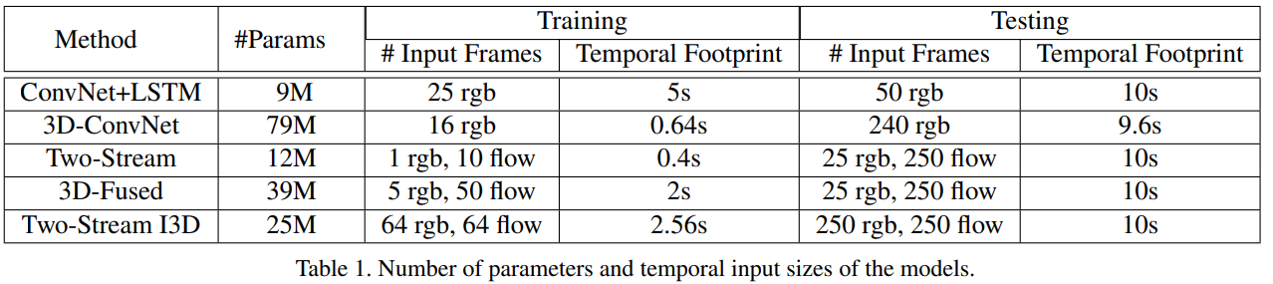 Method #Params Training Testing
# Input Frames Temporal Footprint # Input Frames Temporal Footprint
ConvNet+LSTM 9M 25 rgb 5s 50 rgb 10s
3D-ConvNet 79M 16 rgb 0.64s 240 rgb 9.6s
Two-Stream 12M 1 rgb, 10 flow 0.4s 25 rgb, 250 flow 10s
3D-Fused 39M 5 rgb, 50 flow 2s 25 rgb, 250 flow 10s
Two-Stream I3D 25M 64 rgb, 64 flow 2.56s 250 rgb, 250 flow 10s
Table 1. Number of parameters and temporal input sizes of the models.